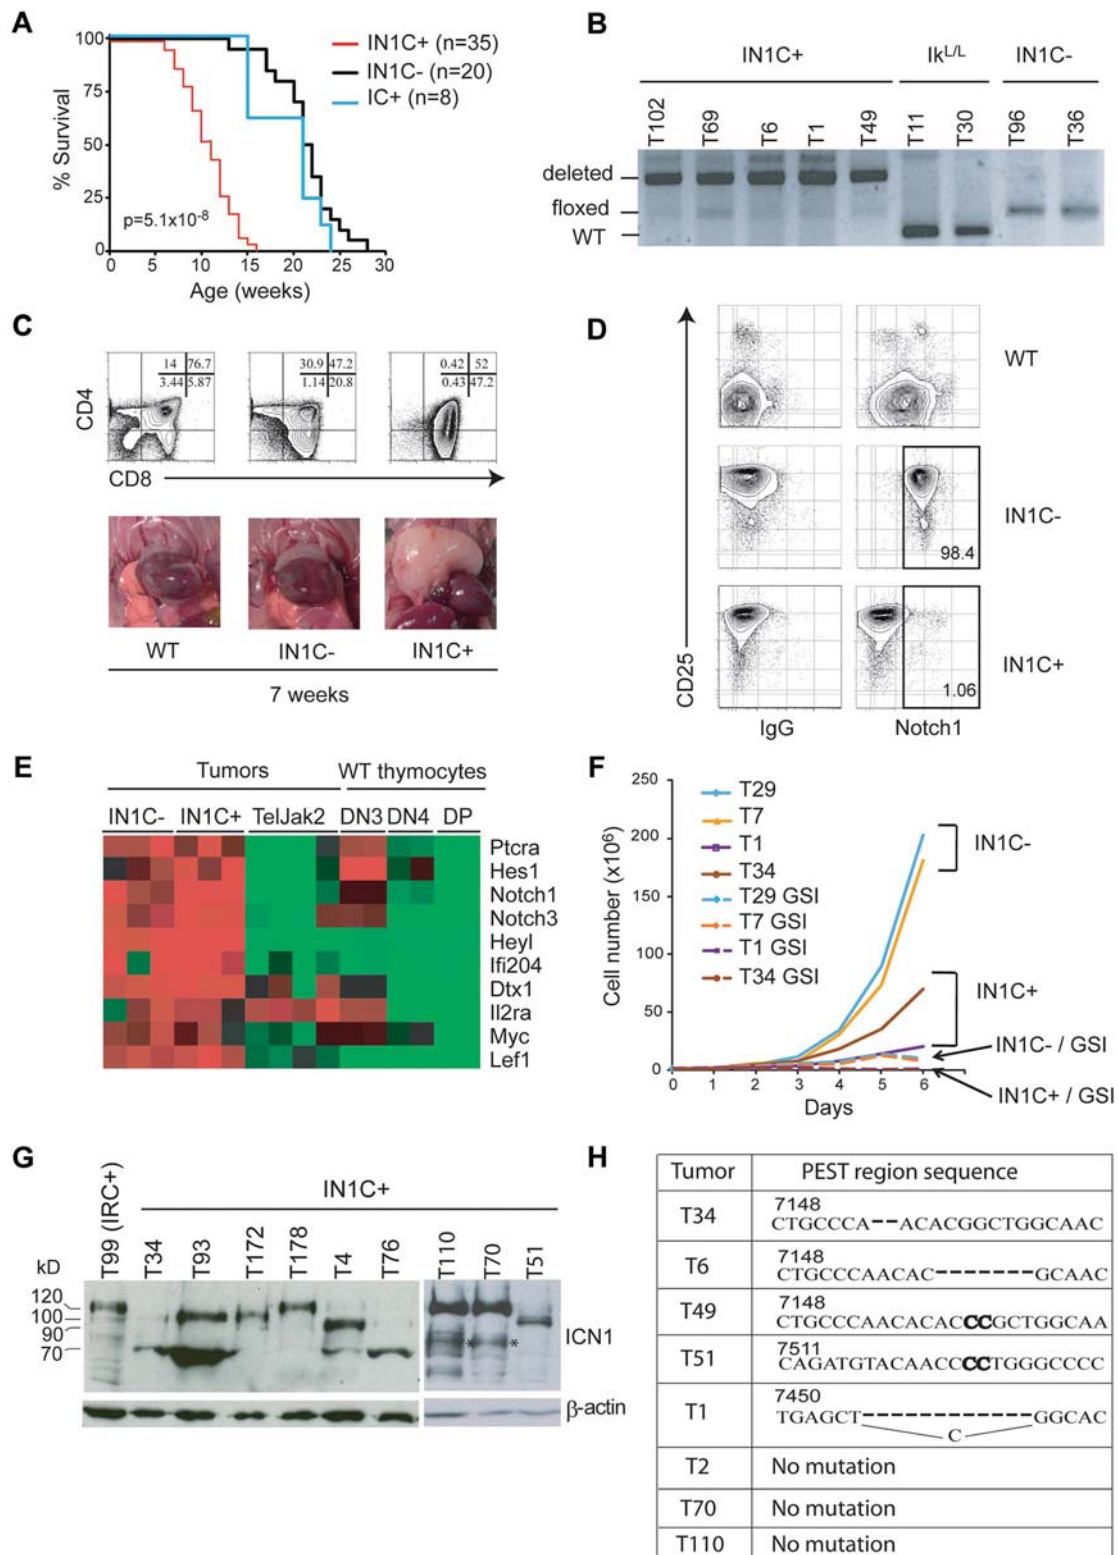 A
100
75
50
25
0
% Survival
0 5 10 15 20 25 30
Age (weeks)
p=5.1x10-8
IN1C+ (n=35)
IN1C- (n=20)
IC+ (n=8)
B
IN1C+ IkL/L IN1C-
T102 T69 T6 T1 T49 T11 T30 T96 T36
deleted
floxed
WT
C
CD4
14 76.7
3.44 5.87
30.9 47.2
1.14 20.8
0.42 52
0.43 47.2
CD8
WT IN1C- IN1C+
7 weeks
D
WT
IN1C-
98.4
IN1C+
1.06
CD25
IgG Notch1
E
Tumors WT thymocytes
IN1C- IN1C+ TelJak2 DN3 DN4 DP
Ptcra
Hes1
Notch1
Notch3
Heyl
Ifi204
Dtx1
Il2ra
Myc
Lef1
F
250
200
150
100
50
0
Cell number (x106)
T29
T7
T1
T34
T29 GSI
T7 GSI
T1 GSI
T34 GSI
IN1C-
IN1C+
IN1C- / GSI
IN1C+ / GSI
0 1 2 3 4 5 6
Days
G
IN1C+
kD
T99 (IRC+) T34 T93 T172 T178 T4 T76 T110 T70 T51
120
100
90
70
* *
ICN1
β-actin
H
Tumor PEST region sequence
T34
7148
CTGCCCA--ACACGGCTGGCAAC
T6
7148
CTGCCCAACAC---------GCAAC
T49
7148
CTGCCCAACACACCCGCTGGCAA
T51
7511
CAGATGTACAACCCCTGGGCCCC
T1
7450
TGAGCT---------------GGCAC
C
T2 No mutation
T70 No mutation
T110 No mutation